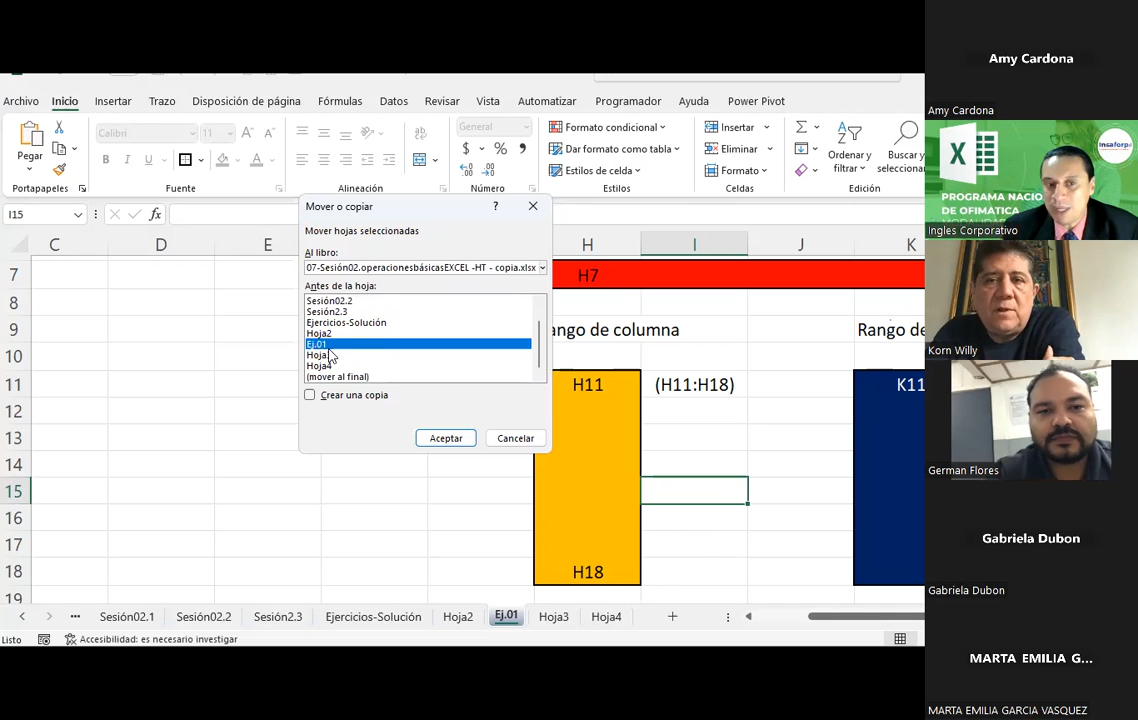 Archivo Inicio Insertar Trazo Disposición de página Fórmulas Datos Revisar Vista Automatizar Programador Ayuda Power Pivot
Pegar
Calibri 11
General
Formato condicional
Dar formato como tabla
Estilos de celda
Insertar
Eliminar
Formato
Ordenar y
filtrar
Buscar y
seleccionar
Portapapeles Fuente Alineación Número Estilos Celdas Edición
I15 fx
C D E H I J K
7 H7
8
9 ngo de columna Rango de
10
11 H11 (H11:H18) K11
12
13
14
15
16
17
18 H18
19
Mover o copiar ?
Mover hojas seleccionadas
Al libro:
07-Sesión02.operacionesbásicasEXCEL -HT - copia.xlsx
Antes de la hoja:
Sesión02.2
Sesión2.3
Ejercicios-Solución
Hoja2
Ej.01
Hoja4
(mover al final)
Crear una copia
Aceptar Cancelar
Sesión02.1 Sesión02.2 Sesión2.3 Ejercicios-Solución Hoja2 Ej.01 Hoja3 Hoja4
Listo Accesibilidad: es necesario investigar
Amy Cardona
Amy Cardona
insaforp
PROGRAMA NACIO
DE OFIMATICA
Ingles Corporativo
Korn Willy
German Flores
Gabriela Dubon
Gabriela Dubon
MARTA EMILIA G...
MARTA EMILIA GARCIA VASQUEZ